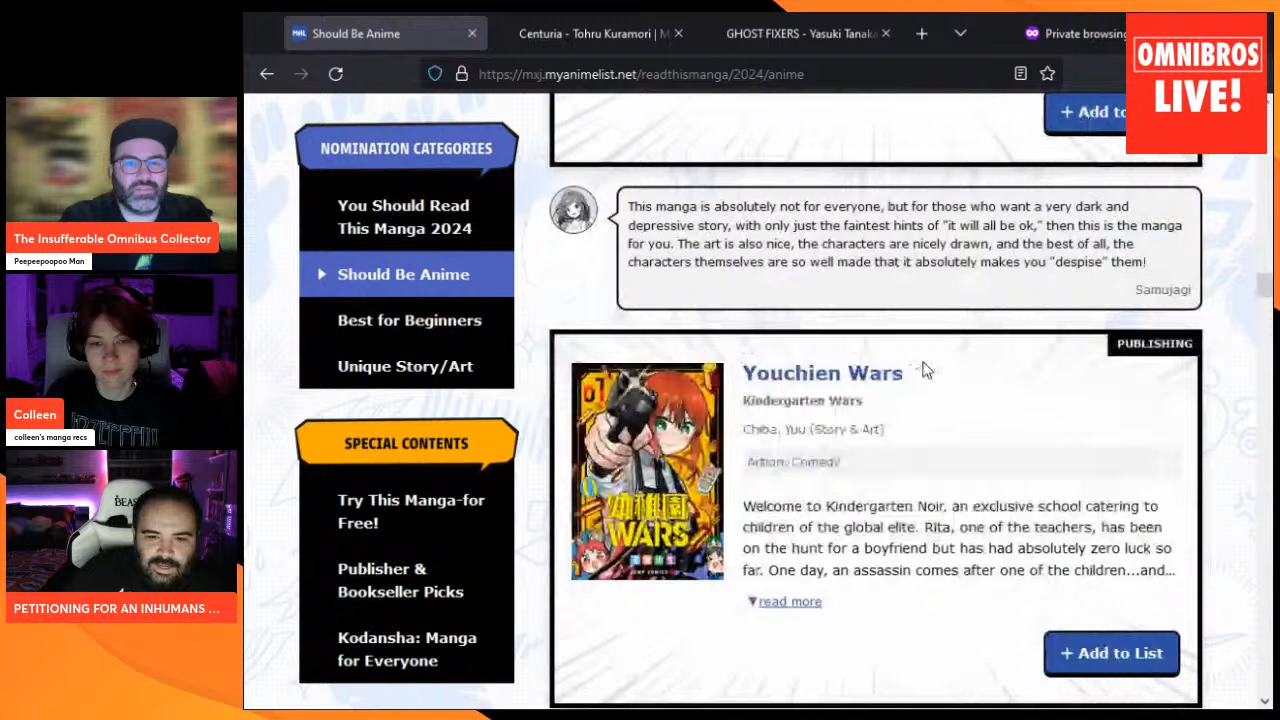 Should Be Anime
Centuria - Tohru Kuramori | M
GHOST FIXERS - Yasuki Tanaka
Private browsing
https://mxj.myanimelist.net/readthismanga/2024/anime
OMNIBROS
LIVE!
+ Add to
NOMINATION CATEGORIES
You Should Read
This Manga 2024
Should Be Anime
Best for Beginners
Unique Story/Art
SPECIAL CONTENTS
Try This Manga-for
Free!
Publisher &
Bookseller Picks
Kodansha: Manga
for Everyone
This manga is absolutely not for everyone, but for those who want a very dark and
depressive story, with only just the faintest hints of "it will all be ok," then this is the manga
for you. The art is also nice, the characters are nicely drawn, and the best of all, the
characters themselves are so well made that it absolutely makes you "despise" them!
Samujagi
PUBLISHING
Youchien Wars
Kindergarten Wars
Chiba, Yuu (Story & Art)
Action, Comedy
Welcome to Kindergarten Noir, an exclusive school catering to
children of the global elite. Rita, one of the teachers, has been
on the hunt for a boyfriend but has had absolutely zero luck so
far. One day, an assassin comes after one of the children...and...
▼read more
+ Add to List
01
幼稚園
WARS
JUMP COMICS
The Insufferable Omnibus Collector
Peepeepoopoo Man
Colleen
colleen's manga recs
PETITIONING FOR AN INHUMANS ...